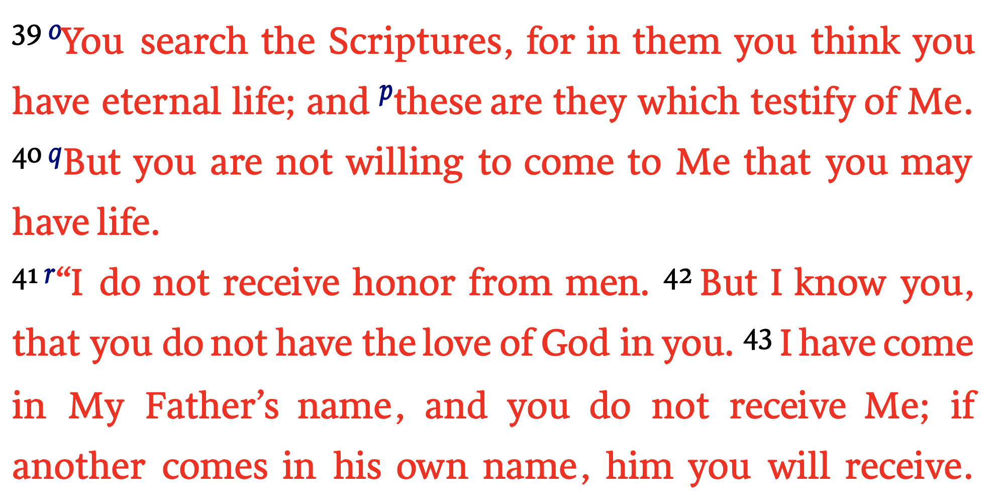 39 oYou search the Scriptures, for in them you think you
have eternal life; and pthese are they which testify of Me.
40 qBut you are not willing to come to Me that you may
have life.
41 r“I do not receive honor from men. 42 But I know you,
that you do not have the love of God in you. 43 I have come
in My Father’s name, and you do not receive Me; if
another comes in his own name, him you will receive.